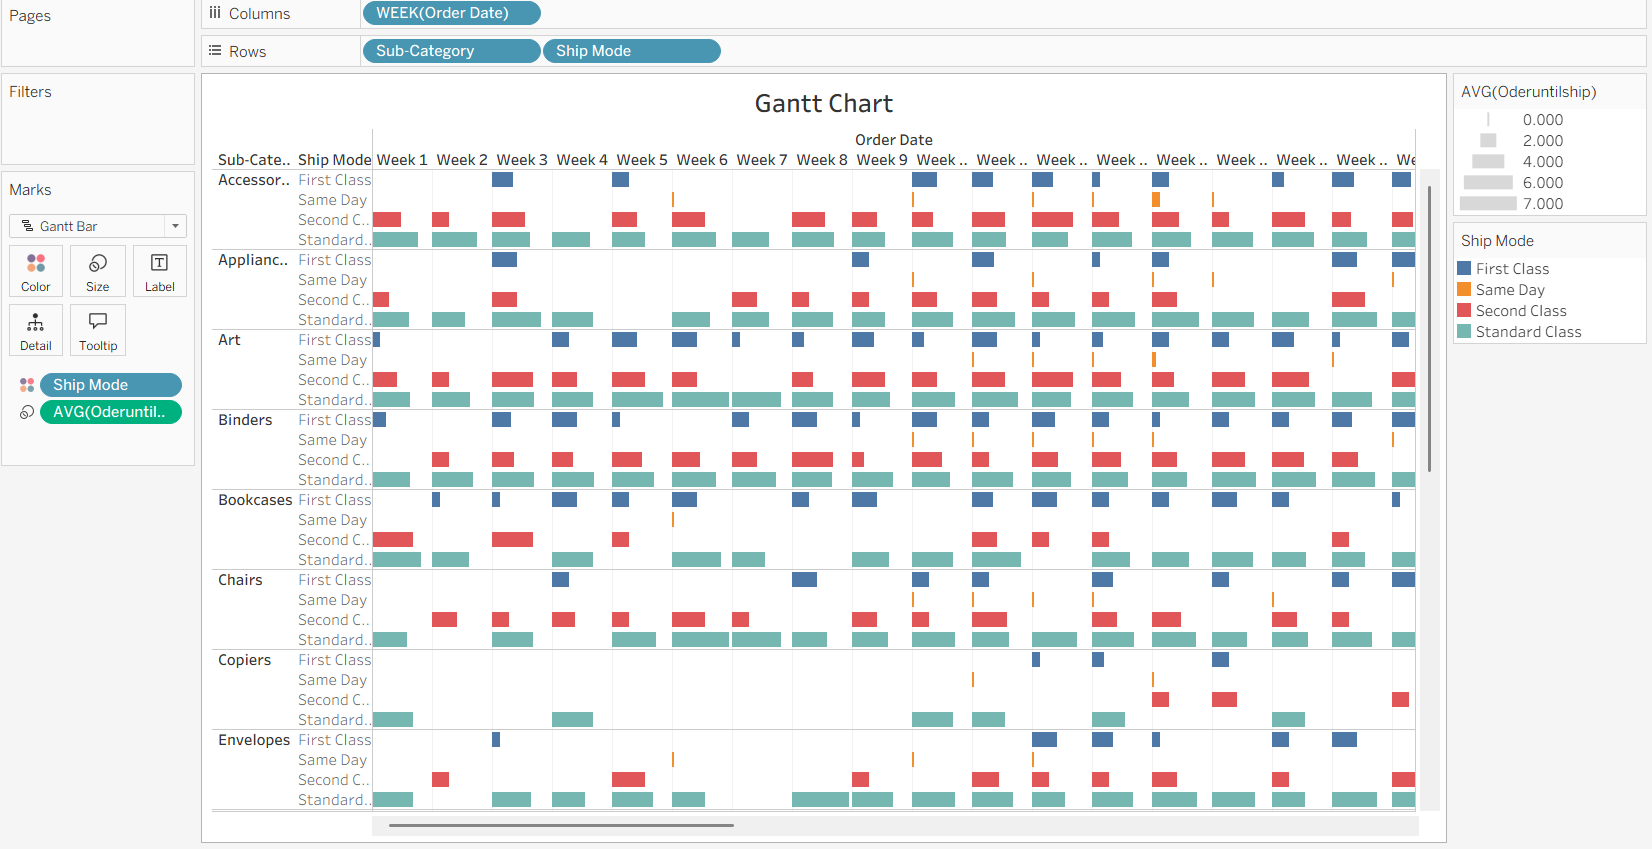 Pages
Columns
WEEK(Order Date)
Rows
Sub-Category
Ship Mode
Filters
Marks
Gantt Bar
Color
Size
Label
Detail
Tooltip
Ship Mode
AVG(Oderuntil..
Gantt Chart
Order Date
Sub-Cate.. Ship Mode Week 1 Week 2 Week 3 Week 4 Week 5 Week 6 Week 7 Week 8 Week 9 Week .. Week .. Week .. Week .. Week .. Week .. Week .. Week .. We
Accessor.. First Class
Same Day
Second C..
Standard..
Applianc.. First Class
Same Day
Second C..
Standard..
Art First Class
Same Day
Second C..
Standard..
Binders First Class
Same Day
Second C..
Standard..
Bookcases First Class
Same Day
Second C..
Standard..
Chairs First Class
Same Day
Second C..
Standard..
Copiers First Class
Same Day
Second C..
Standard..
Envelopes First Class
Same Day
Second C..
Standard..
AVG(Oderuntilship)
0.000
2.000
4.000
6.000
7.000
Ship Mode
First Class
Same Day
Second Class
Standard Class